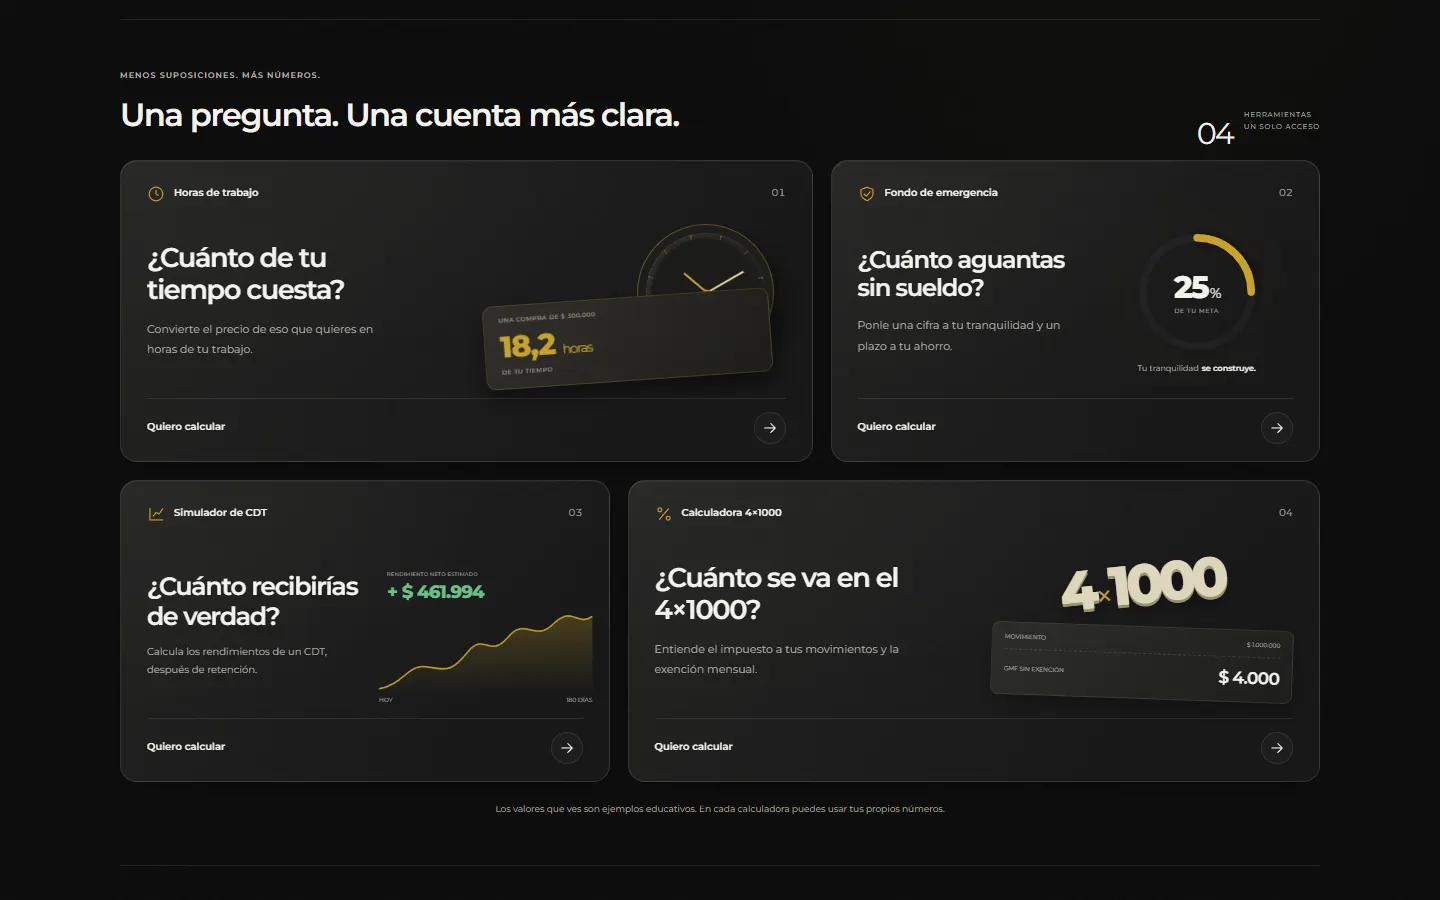 MENOS SUPOSICIONES. MÁS NÚMEROS.
Una pregunta. Una cuenta más clara.
04
HERRAMIENTAS
UN SOLO ACCESO
Horas de trabajo
01
¿Cuánto de tu
tiempo cuesta?
Convierte el precio de eso que quieres en
horas de tu trabajo.
UNA COMPRA DE $ 300.000
18,2 horas
DE TU TIEMPO
Quiero calcular
Fondo de emergencia
02
¿Cuánto aguantas
sin sueldo?
Ponle una cifra a tu tranquilidad y un
plazo a tu ahorro.
25%
DE TU META
Tu tranquilidad se construye.
Quiero calcular
Simulador de CDT
03
¿Cuánto recibirías
de verdad?
Calcula los rendimientos de un CDT,
después de retención.
RENDIMIENTO NETO ESTIMADO
+ $ 461.994
HOY
180 DÍAS
Quiero calcular
Calculadora 4×1000
04
¿Cuánto se va en el
4×1000?
Entiende el impuesto a tus movimientos y la
exención mensual.
4×1000
MOVIMIENTO
$ 1.000.000
GMF SIN EXENCIÓN
$ 4.000
Quiero calcular
Los valores que ves son ejemplos educativos. En cada calculadora puedes usar tus propios números.